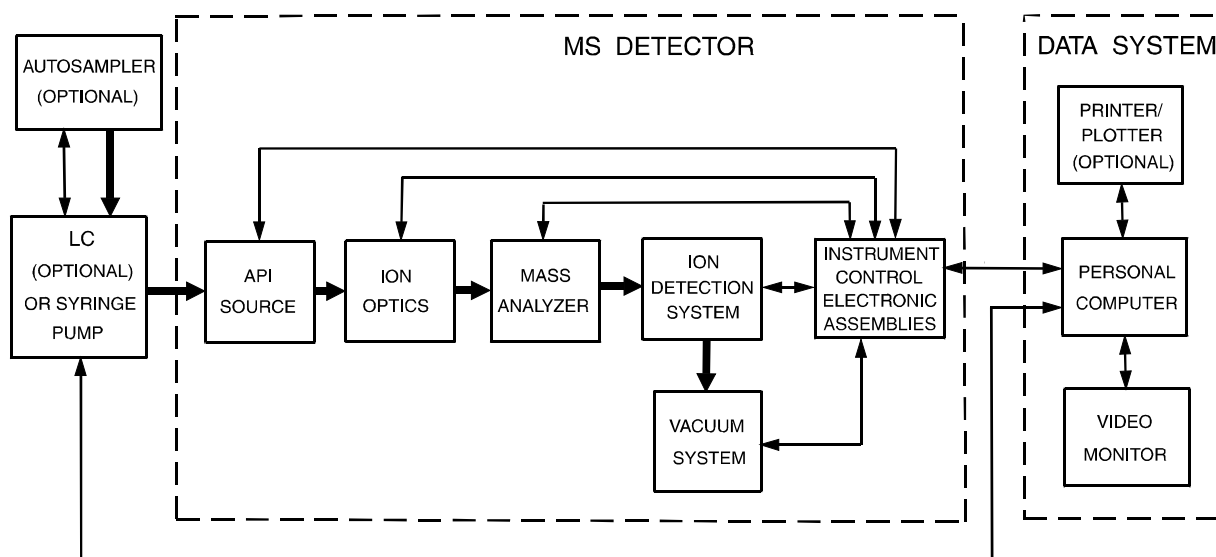 MS DETECTOR
DATA SYSTEM
AUTOSAMPLER
(OPTIONAL)
PRINTER/
PLOTTER
(OPTIONAL)
LC
(OPTIONAL)
OR SYRINGE
PUMP
API
SOURCE
ION
OPTICS
MASS
ANALYZER
ION
DETECTION
SYSTEM
INSTRUMENT
CONTROL
ELECTRONIC
ASSEMBLIES
PERSONAL
COMPUTER
VACUUM
SYSTEM
VIDEO
MONITOR